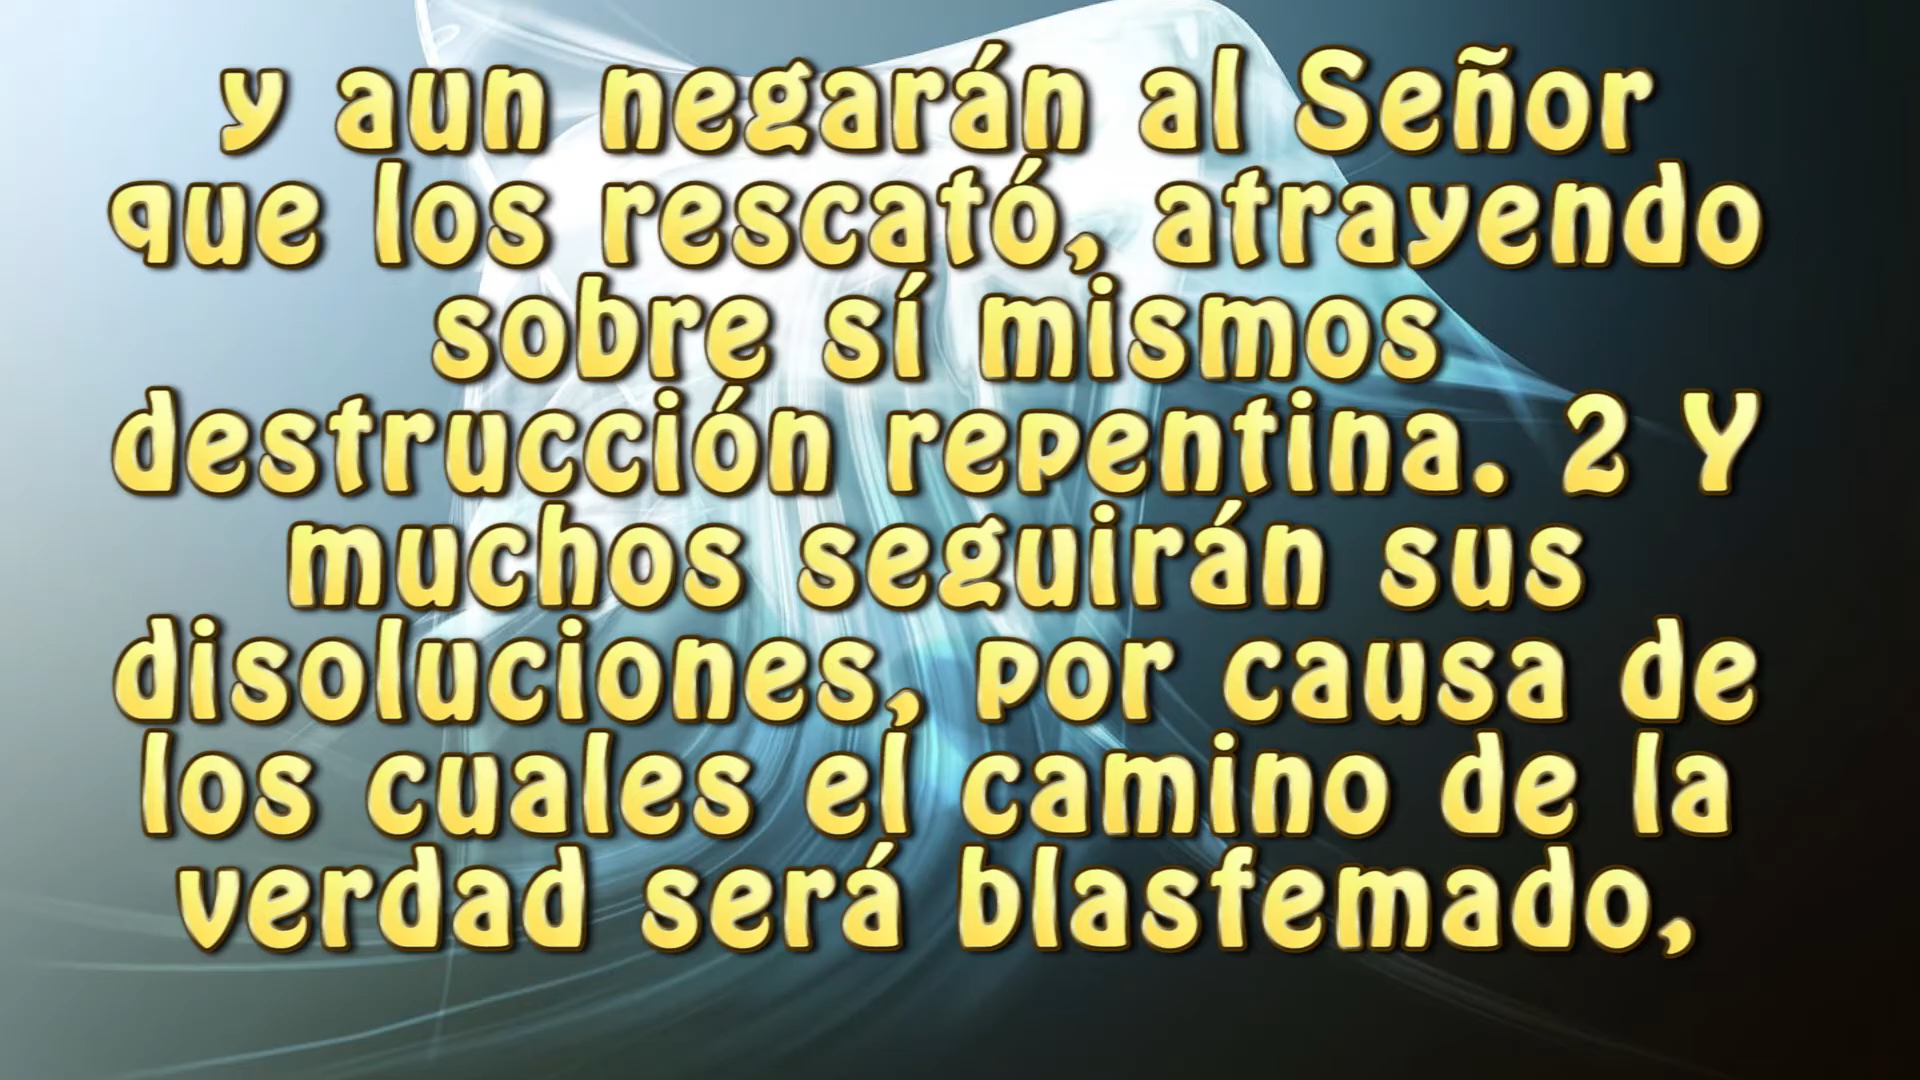 y aun negarán al Señor
que los rescató, atrayendo
sobre sí mismos
destrucción repentina. 2 Y
muchos seguirán sus
disoluciones, por causa de
los cuales el camino de la
verdad será blasfemado,